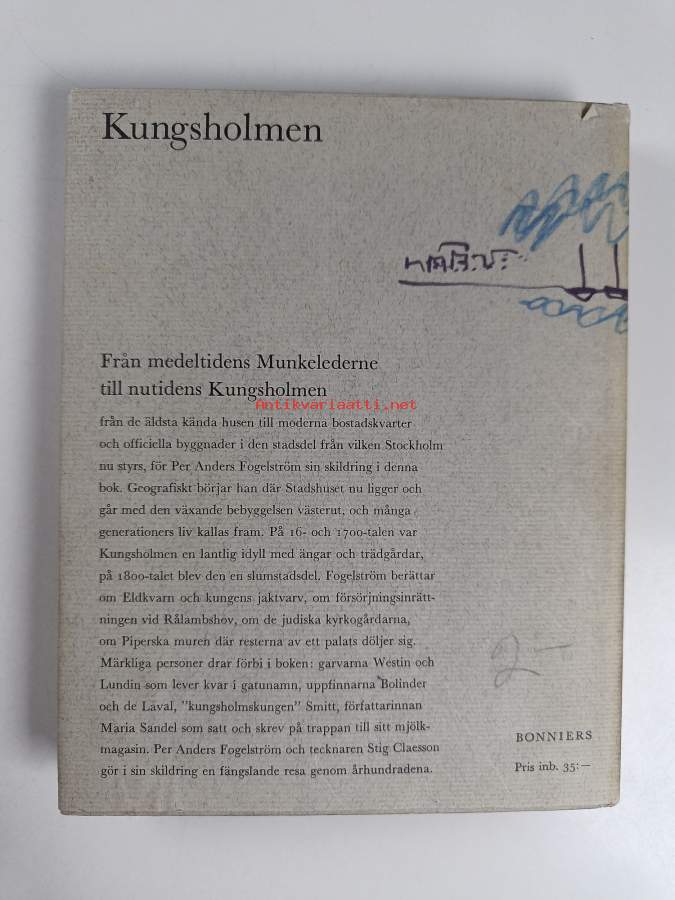 Kungsholmen
Från medeltidens Munkelederne
till nutidens Kungsholmen
Antikvariaatti.net
från de äldsta kända husen till moderna bostadskvarter
och officiella byggnader i den stadsdel från vilken Stockholm
nu styrs, för Per Anders Fogelström sin skildring i denna
bok. Geografiskt börjar han där Stadshuset nu ligger och
går med den växande bebyggelsen västerut, och många
generationers liv kallas fram. På 16- och 1700-talen var
Kungsholmen en lantlig idyll med ängar och trädgårdar,
på 1800-talet blev den en slumstadsdel. Fogelström berättar
om Eldkvarn och kungens jaktvarv, om försörjningsinrätt-
ningen vid Rålambshov, om de judiska kyrkogårdarna,
om Piperska muren där resterna av ett palats döljer sig.
Märkliga personer drar förbi i boken: garvarna Westin och
Lundin som lever kvar i gatunamn, uppfinnarna Bolinder
och de Laval, "kungsholmskungen" Smitt, författarinnan
Maria Sandel som satt och skrev på trappan till sitt mjölk-
magasin. Per Anders Fogelström och tecknaren Stig Claesson
gör i sin skildring en fängslande resa genom århundradena.
2–
BONNIERS
Pris inb. 35:–